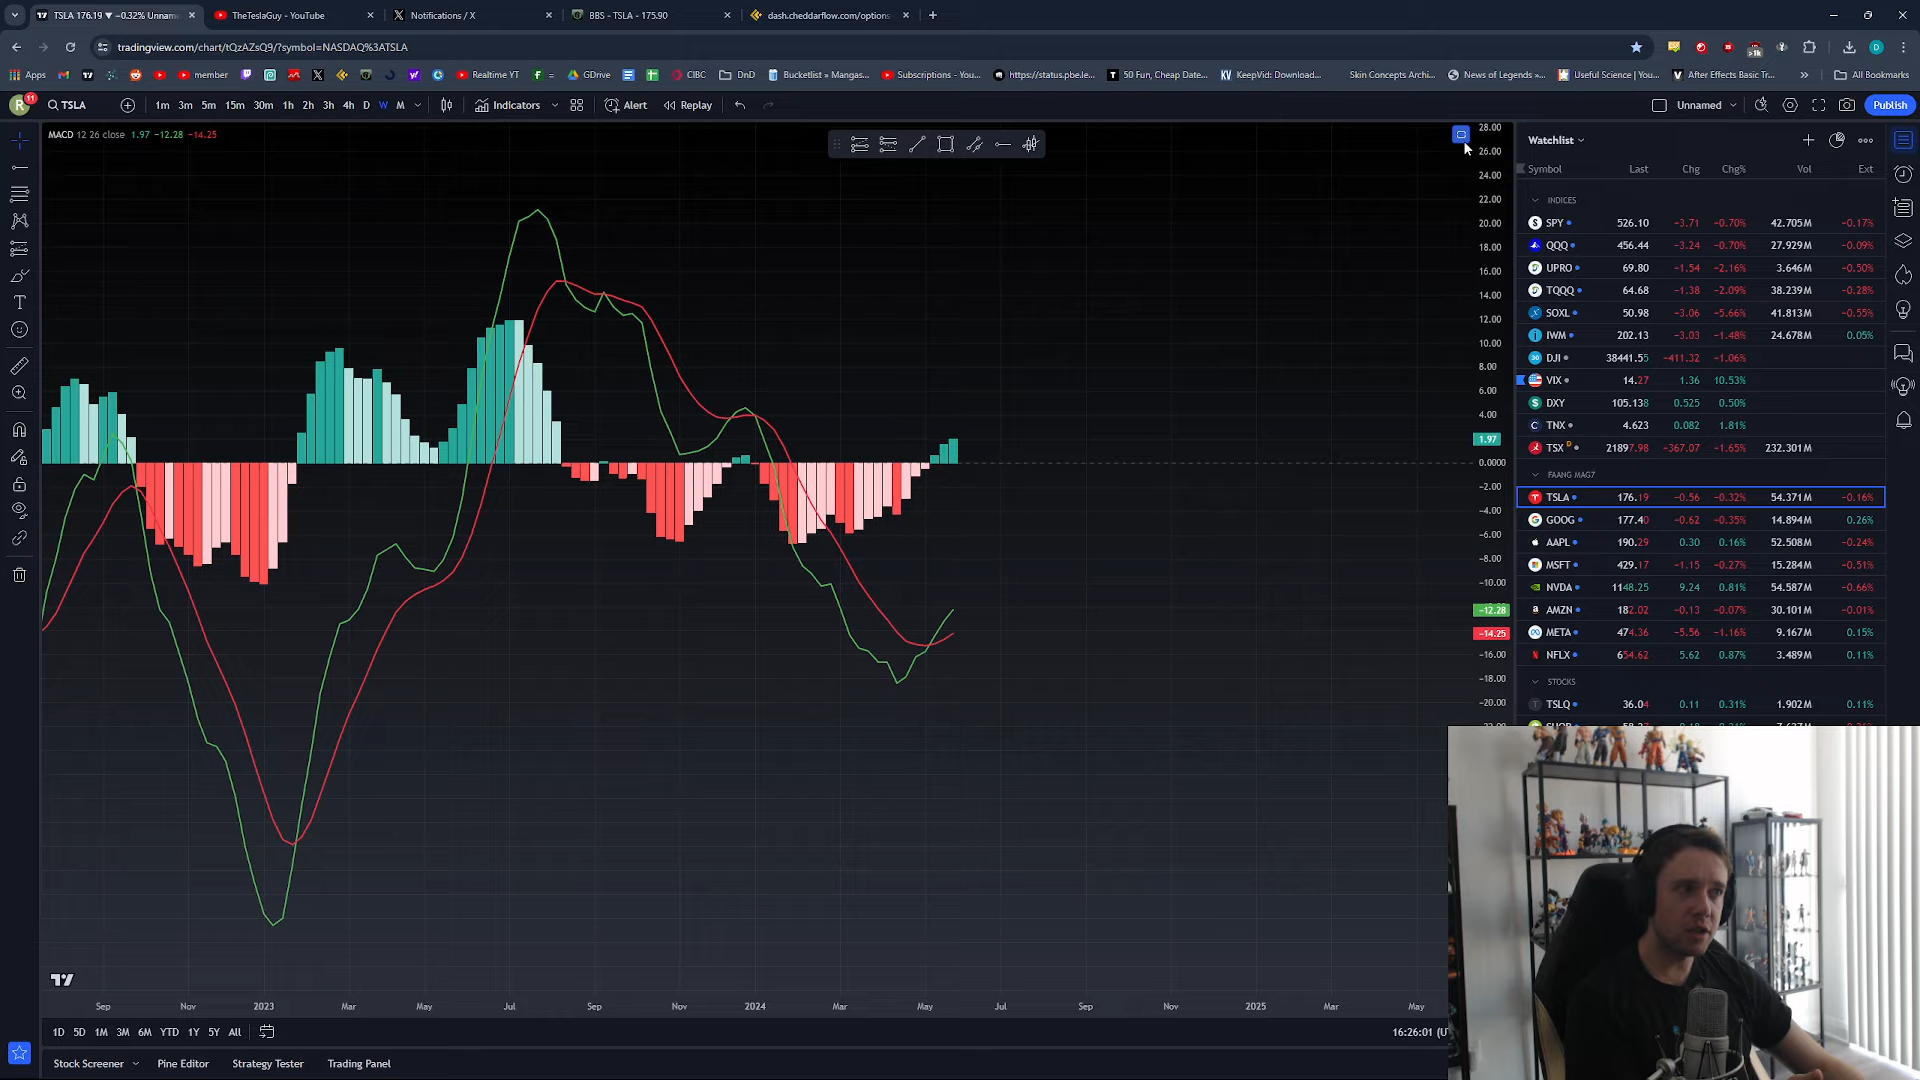 TSLA 176.19 ▼ −0.32% Unnam
TheTeslaGuy - YouTube
Notifications / X
BBS - TSLA - 175.90
dash.cheddarflow.com/options
tradingview.com/chart/tQzAZsQ9/?symbol=NASDAQ%3ATSLA
Apps
member
Realtime YT
GDrive
CIBC
DnD
Bucketlist » Mangas...
Subscriptions - You...
https://status.pbe.le...
50 Fun, Cheap Date...
KeepVid: Download...
Skin Concepts Archi...
News of Legends »...
Useful Science | You...
After Effects Basic Tr...
All Bookmarks
R 11 TSLA 1m 3m 5m 15m 30m 1h 2h 3h 4h D W M Indicators Alert Replay Unnamed Publish
MACD 12 26 close 1.97 −12.28 −14.25
28.00
26.00
24.00
22.00
20.00
18.00
16.00
14.00
12.00
10.00
8.00
6.00
4.00
1.97
0.0000
−2.00
−4.00
−6.00
−8.00
−10.00
−12.28
−14.25
−16.00
−18.00
−20.00
Watchlist
Symbol Last Chg Chg% Vol Ext
INDICES
SPY 526.10 −3.71 −0.70% 42.705M −0.17%
QQQ 456.44 −3.24 −0.70% 27.929M −0.09%
UPRO 69.80 −1.54 −2.16% 3.646M −0.50%
TQQQ 64.68 −1.38 −2.09% 38.239M −0.28%
SOXL 50.98 −3.06 −5.66% 41.813M −0.55%
IWM 202.13 −3.03 −1.48% 24.678M 0.05%
DJI 38441.55 −411.32 −1.06%
VIX 14.27 1.36 10.53%
DXY 105.138 0.525 0.50%
TNX 4.623 0.082 1.81%
TSX D 21897.98 −367.07 −1.65% 232.301M
FAANG MAG7
TSLA 176.19 −0.56 −0.32% 54.371M −0.16%
GOOG 177.40 −0.62 −0.35% 14.894M 0.26%
AAPL 190.29 0.30 0.16% 52.508M −0.24%
MSFT 429.17 −1.15 −0.27% 15.284M −0.51%
NVDA 1148.25 9.24 0.81% 54.587M −0.66%
AMZN 182.02 −0.13 −0.07% 30.101M −0.01%
META 474.36 −5.56 −1.16% 9.167M 0.15%
NFLX 654.62 5.62 0.87% 3.489M 0.11%
STOCKS
TSLQ 36.04 0.11 0.31% 1.902M 0.11%
Sep Nov 2023 Mar May Jul Sep Nov 2024 Mar May Jul Sep Nov 2025 Mar May
1D 5D 1M 3M 6M YTD 1Y 5Y All
16:26:01 (U
Stock Screener Pine Editor Strategy Tester Trading Panel